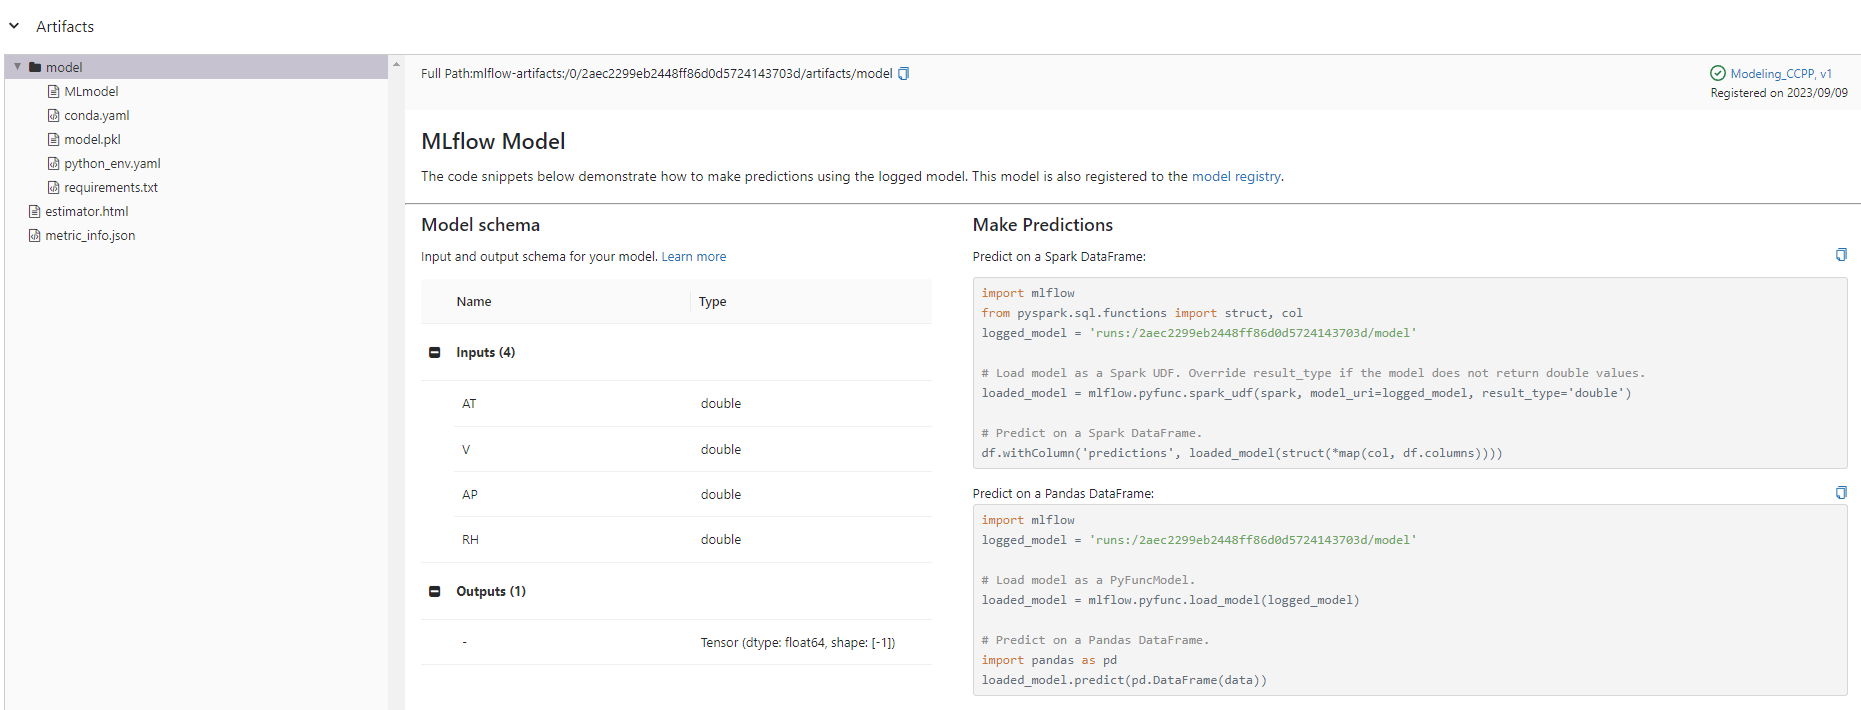 Artifacts
model
MLmodel
conda.yaml
model.pkl
python_env.yaml
requirements.txt
estimator.html
metric_info.json
Full Path:mlflow-artifacts:/0/2aec2299eb2448ff86d0d5724143703d/artifacts/model
Modeling_CCPP, v1
Registered on 2023/09/09
MLflow Model
The code snippets below demonstrate how to make predictions using the logged model. This model is also registered to the model registry.
Model schema
Input and output schema for your model. Learn more
Name Type
Inputs (4)
AT double
V double
AP double
RH double
Outputs (1)
- Tensor (dtype: float64, shape: [-1])
Make Predictions
Predict on a Spark DataFrame:
import mlflow
from pyspark.sql.functions import struct, col
logged_model = 'runs:/2aec2299eb2448ff86d0d5724143703d/model'
# Load model as a Spark UDF. Override result_type if the model does not return double values.
loaded_model = mlflow.pyfunc.spark_udf(spark, model_uri=logged_model, result_type='double')
# Predict on a Spark DataFrame.
df.withColumn('predictions', loaded_model(struct(*map(col, df.columns))))
Predict on a Pandas DataFrame:
import mlflow
logged_model = 'runs:/2aec2299eb2448ff86d0d5724143703d/model'
# Load model as a PyFuncModel.
loaded_model = mlflow.pyfunc.load_model(logged_model)
# Predict on a Pandas DataFrame.
import pandas as pd
loaded_model.predict(pd.DataFrame(data))